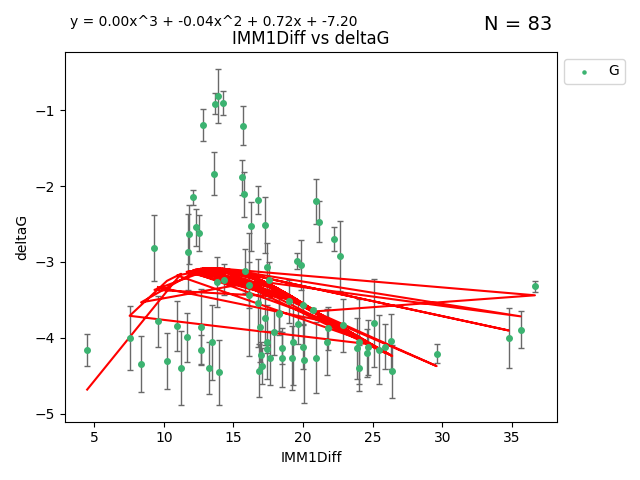 y = 0.00x^3 + -0.04x^2 + 0.72x + -7.20
N = 83
IMM1Diff vs deltaG
G
deltaG
−1
−2
−3
−4
−5
5 10 15 20 25 30 35
IMM1Diff